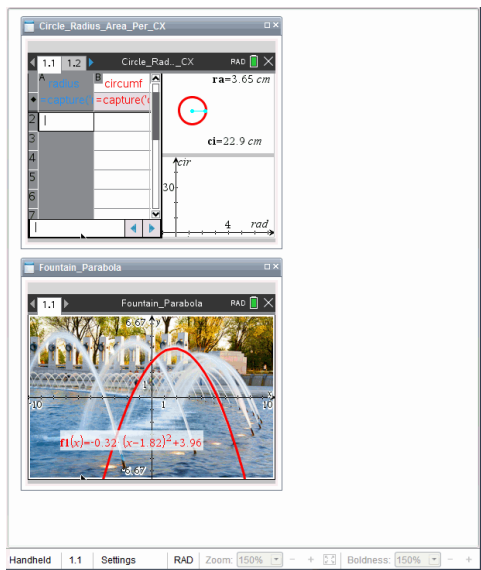 Circle_Radius_Area_Per_CX
1.1 1.2 Circle_Rad..._CX RAD
A radius B circumf
=capture('r =capture('c
2
3
4
5
6
7
ra=3.65 cm
ci=22.9 cm
cir
30
4 rad
Fountain_Parabola
1.1 Fountain_Parabola RAD
6.67 y
1
-10 1 10
f1(x)=-0.32·(x-1.82)²+3.96
-6.67
Handheld 1.1 Settings RAD Zoom: 150% - + Boldness: 150% - +